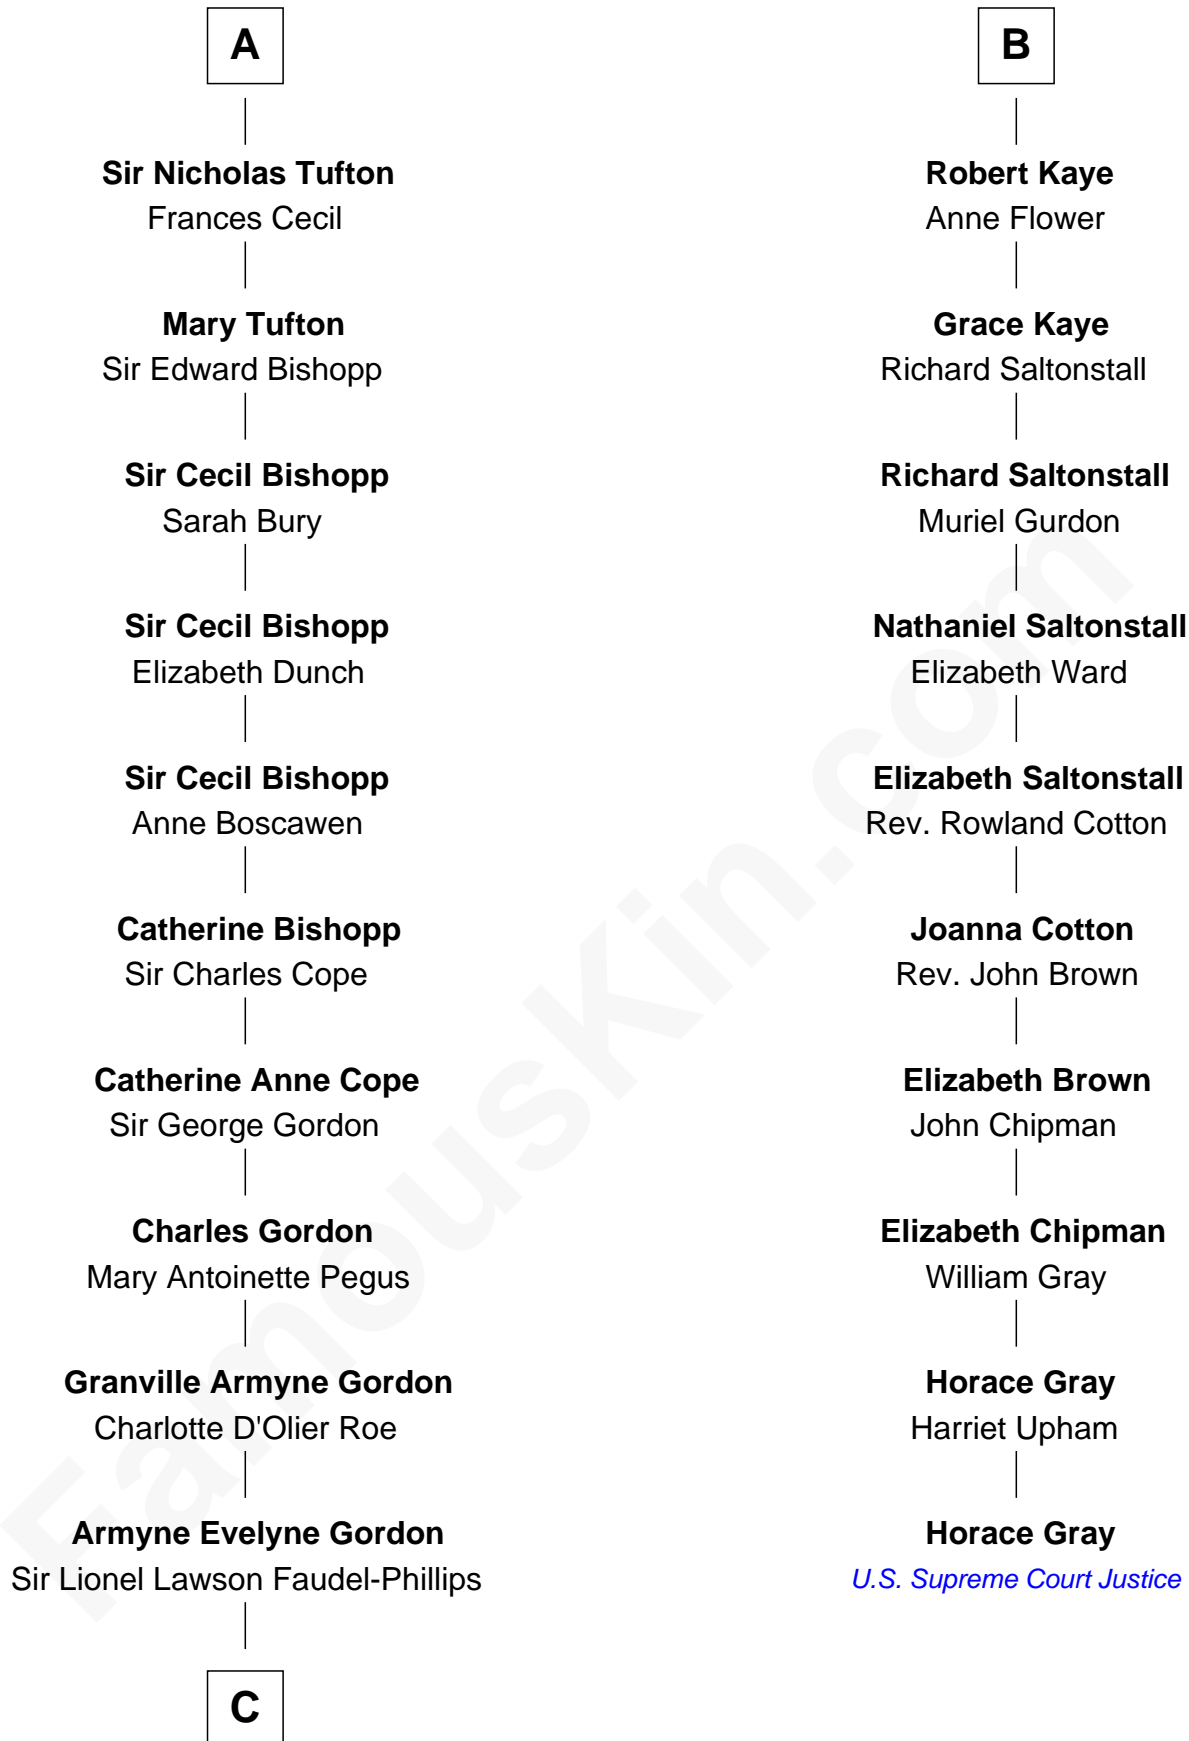 A
Sir Nicholas Tufton
Frances Cecil
Mary Tufton
Sir Edward Bishopp
Sir Cecil Bishopp
Sarah Bury
Sir Cecil Bishopp
Elizabeth Dunch
Sir Cecil Bishopp
Anne Boscawen
Catherine Bishopp
Sir Charles Cope
Catherine Anne Cope
Sir George Gordon
Charles Gordon
Mary Antoinette Pegus
Granville Armyne Gordon
Charlotte D'Olier Roe
Armyne Evelyne Gordon
Sir Lionel Lawson Faudel-Phillips
C
B
Robert Kaye
Anne Flower
Grace Kaye
Richard Saltonstall
Richard Saltonstall
Muriel Gurdon
Nathaniel Saltonstall
Elizabeth Ward
Elizabeth Saltonstall
Rev. Rowland Cotton
Joanna Cotton
Rev. John Brown
Elizabeth Brown
John Chipman
Elizabeth Chipman
William Gray
Horace Gray
Harriet Upham
Horace Gray
U.S. Supreme Court Justice
FamousKin.com